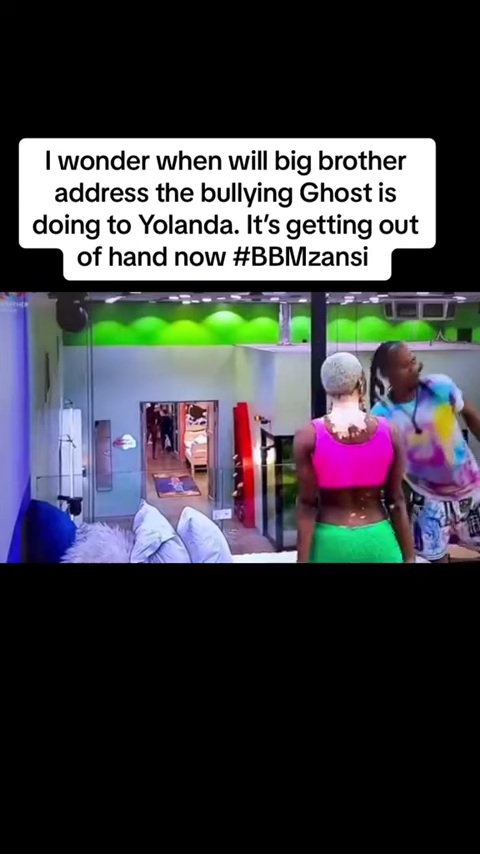 I wonder when will big brother
address the bullying Ghost is
doing to Yolanda. It’s getting out
of hand now #BBMzansi